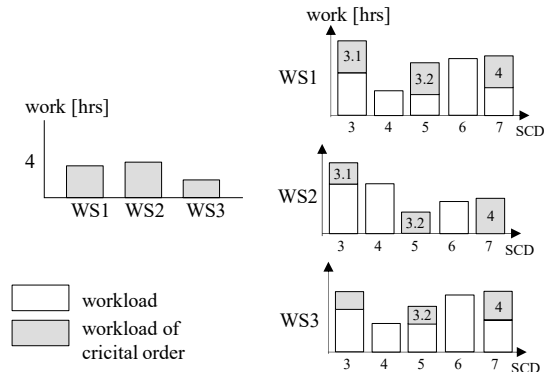 work [hrs]
4
WS1 WS2 WS3
workload
workload of
cricital order
work [hrs]
WS1
3.1
3.2
4
3 4 5 6 7 SCD
WS2
3.1
3.2
4
3 4 5 6 7 SCD
WS3
3.2
4
3 4 5 6 7 SCD